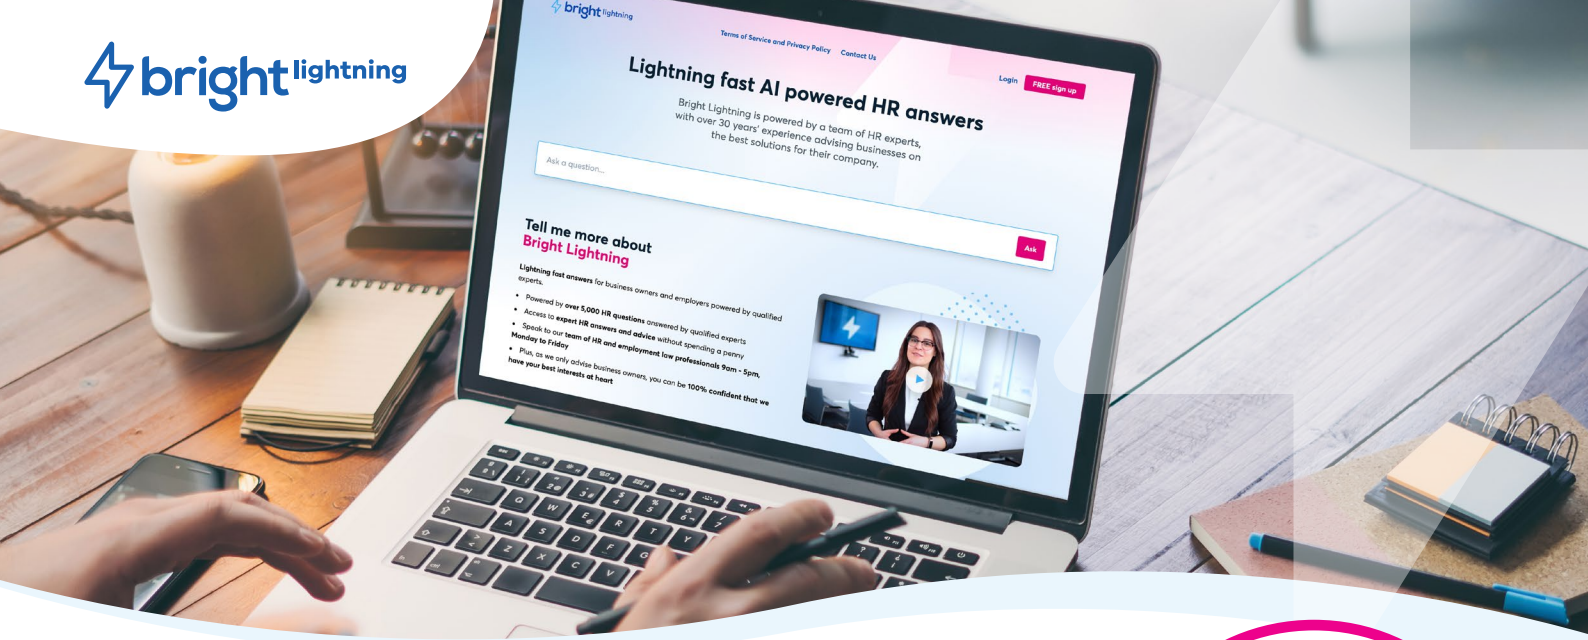 bright lightning
bright lightning
Terms of Service and Privacy Policy Contact Us
Login FREE sign up
Lightning fast AI powered HR answers
Bright Lightning is powered by a team of HR experts,
with over 30 years' experience advising businesses on
the best solutions for their company.
Ask a question...
Ask
Tell me more about
Bright Lightning
Lightning fast answers for business owners and employers powered by qualified
experts.
• Powered by over 5,000 HR questions answered by qualified experts
• Access to expert HR answers and advice without spending a penny
• Speak to our team of HR and employment law professionals 9am - 5pm,
Monday to Friday
• Plus, as we only advise business owners, you can be 100% confident that we
have your best interests at heart
Q W E R T Y
A S D F G
Z X C V